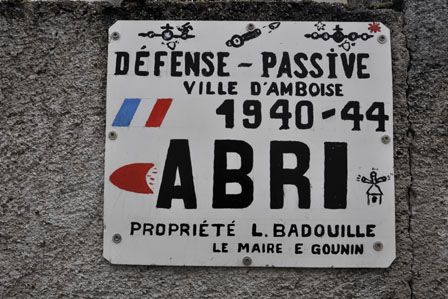 DÉFENSE - PASSIVE
VILLE D'AMBOISE
1940-44
ABRI
PROPRIÉTÉ L. BADOUILLE
LE MAIRE E GOUNIN